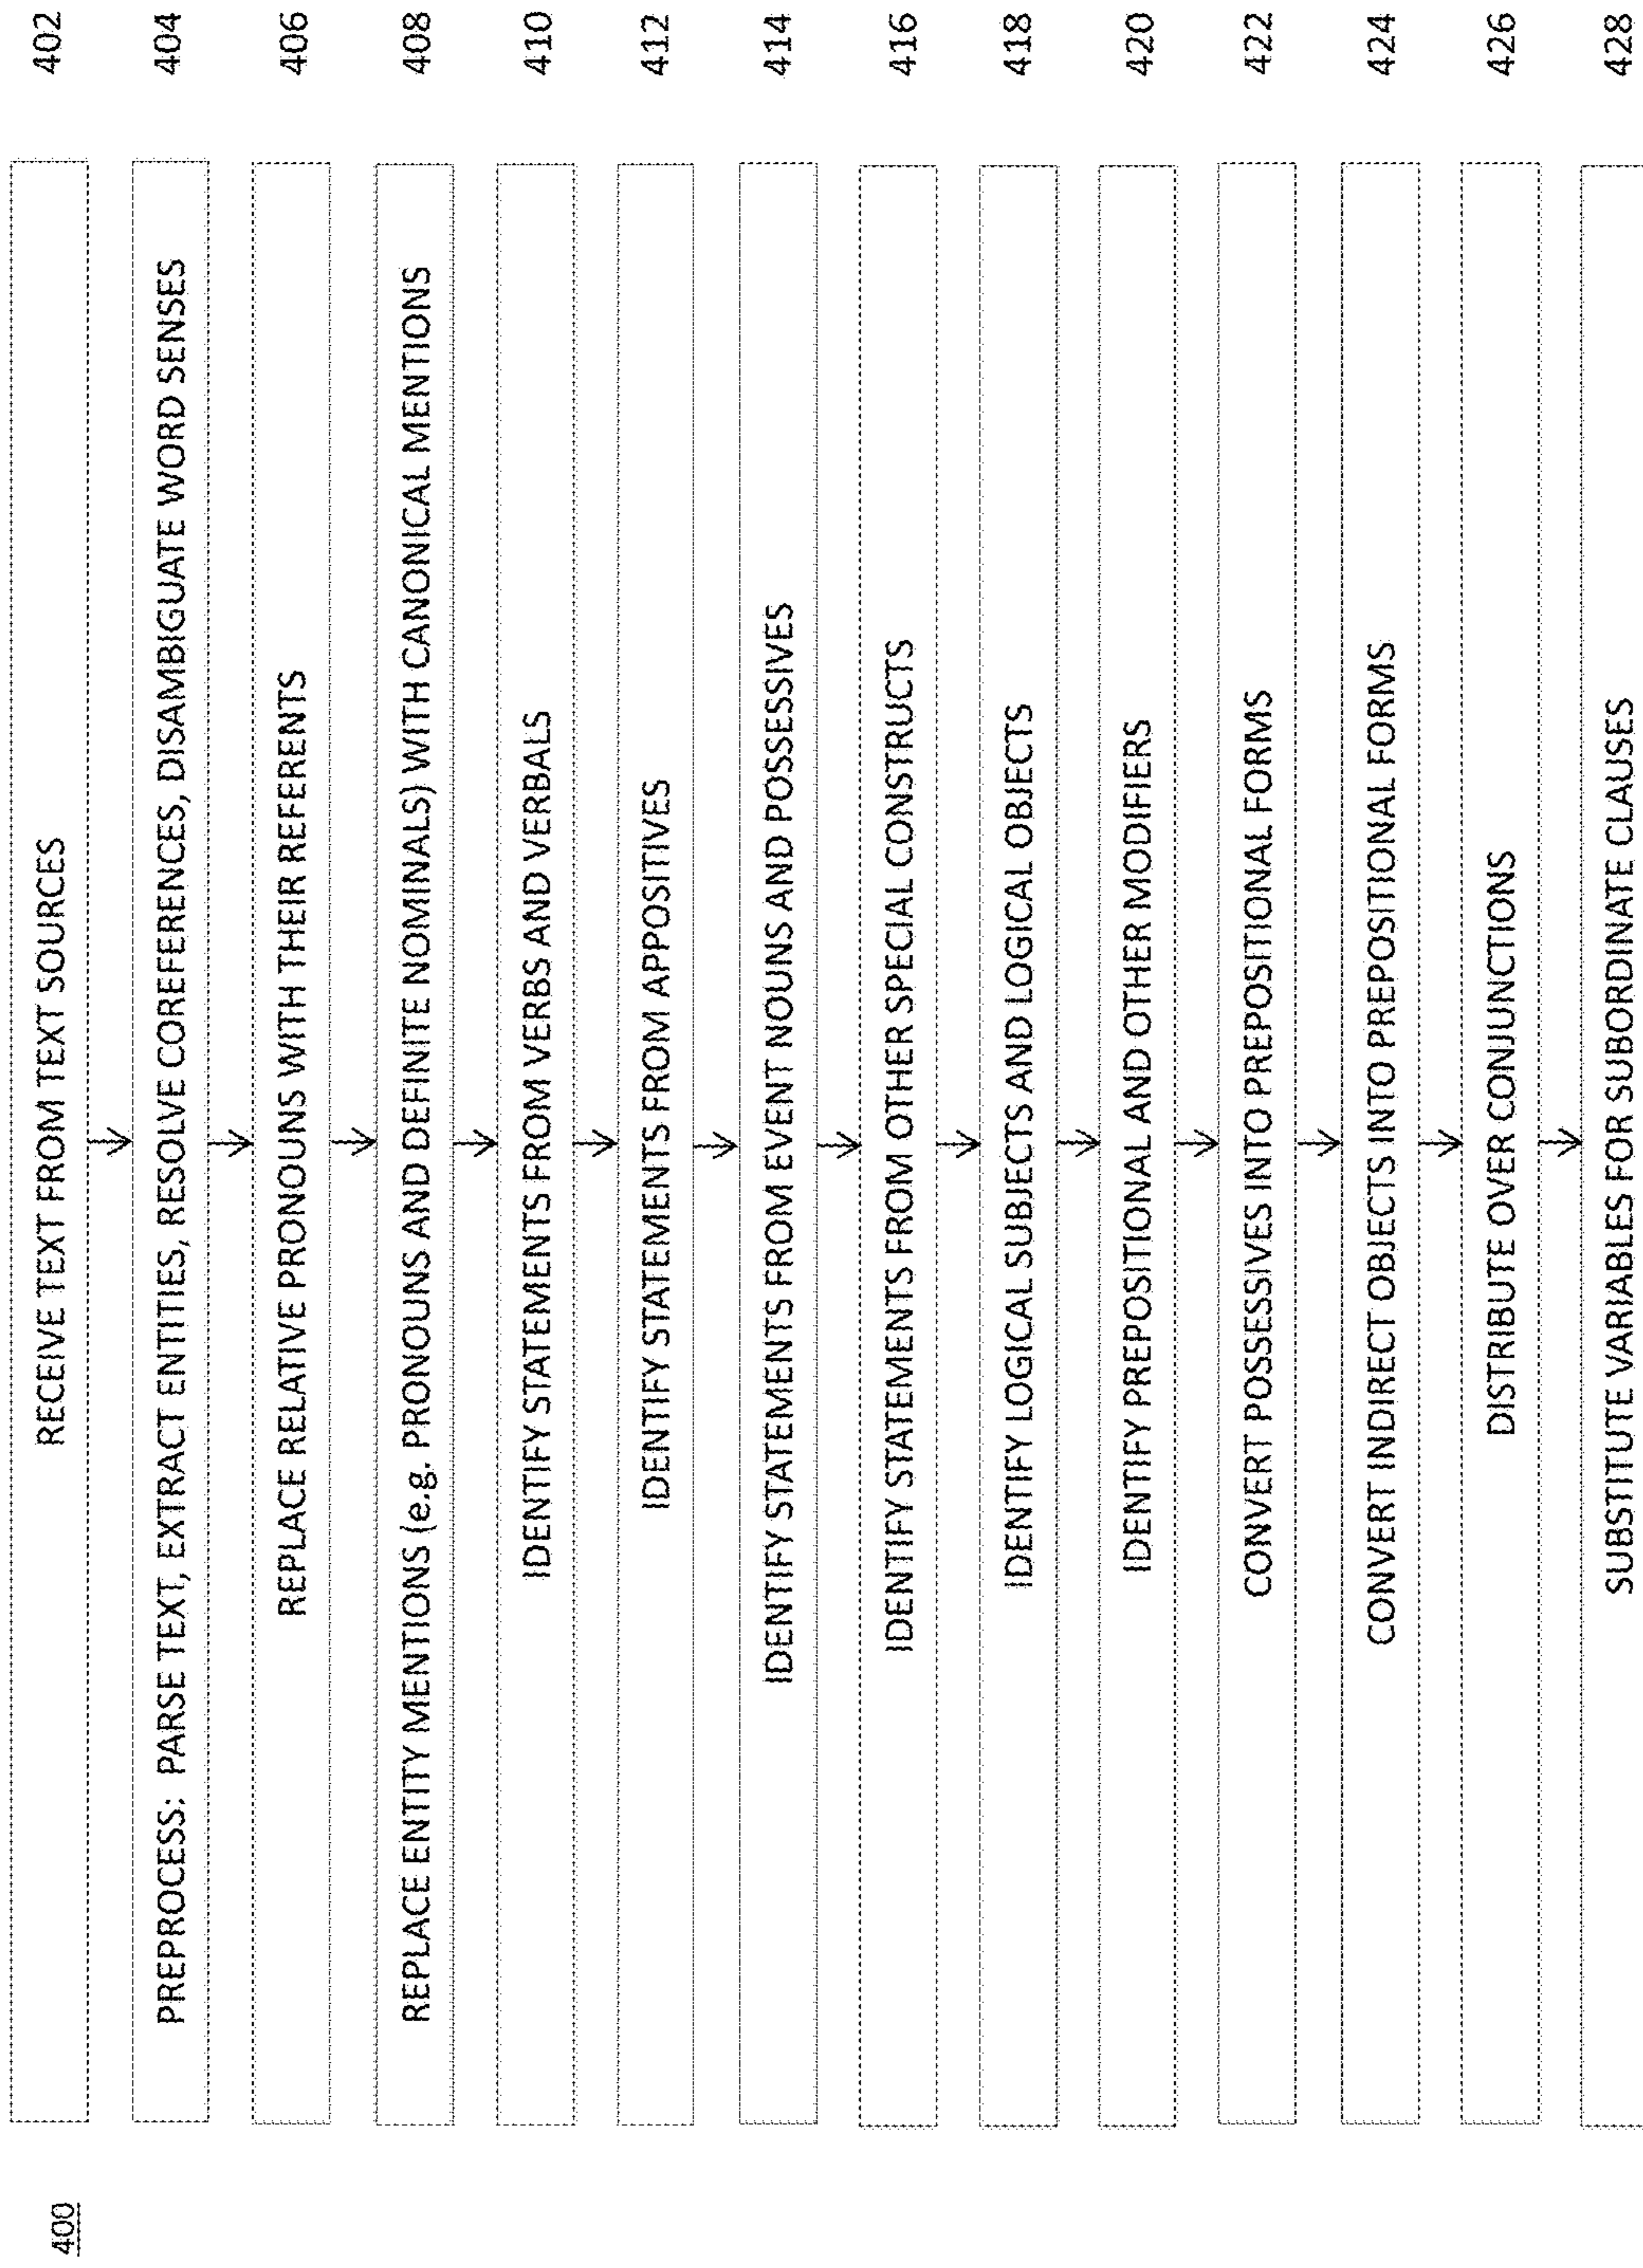 400
RECEIVE TEXT FROM TEXT SOURCES 402
PREPROCESS: PARSE TEXT, EXTRACT ENTITIES, RESOLVE COREFERENCES, DISAMBIGUATE WORD SENSES 404
REPLACE RELATIVE PRONOUNS WITH THEIR REFERENTS 406
REPLACE ENTITY MENTIONS (e.g. PRONOUNS AND DEFINITE NOMINALS) WITH CANONICAL MENTIONS 408
IDENTIFY STATEMENTS FROM VERBS AND VERBALS 410
IDENTIFY STATEMENTS FROM APPOSITIVES 412
IDENTIFY STATEMENTS FROM EVENT NOUNS AND POSSESSIVES 414
IDENTIFY STATEMENTS FROM OTHER SPECIAL CONSTRUCTS 416
IDENTIFY LOGICAL SUBJECTS AND LOGICAL OBJECTS 418
IDENTIFY PREPOSITIONAL AND OTHER MODIFIERS 420
CONVERT POSSESSIVES INTO PREPOSITIONAL FORMS 422
CONVERT INDIRECT OBJECTS INTO PREPOSITIONAL FORMS 424
DISTRIBUTE OVER CONJUNCTIONS 426
SUBSTITUTE VARIABLES FOR SUBORDINATE CLAUSES 428